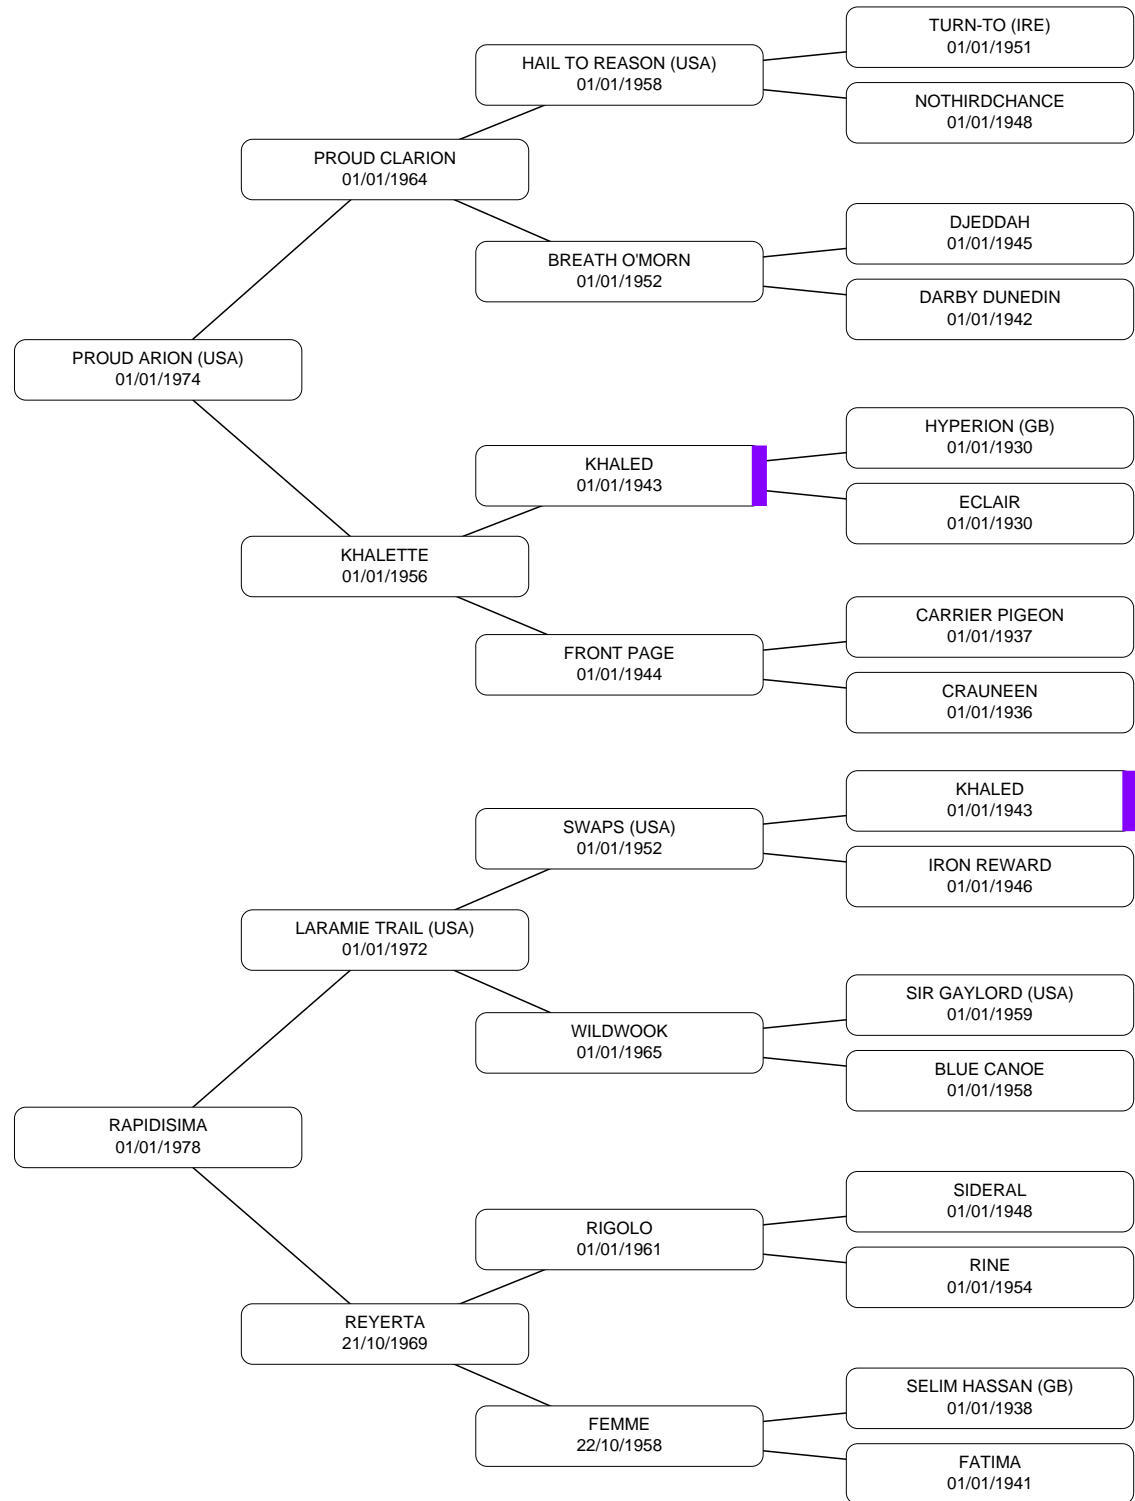 TURN-TO (IRE)
01/01/1951
HAIL TO REASON (USA)
01/01/1958
NOTHIRDCHANCE
01/01/1948
PROUD CLARION
01/01/1964
DJEDDAH
01/01/1945
BREATH O'MORN
01/01/1952
DARBY DUNEDIN
01/01/1942
PROUD ARION (USA)
01/01/1974
HYPERION (GB)
01/01/1930
KHALED
01/01/1943
ECLAIR
01/01/1930
KHALETTE
01/01/1956
CARRIER PIGEON
01/01/1937
FRONT PAGE
01/01/1944
CRAUNEEN
01/01/1936
KHALED
01/01/1943
SWAPS (USA)
01/01/1952
IRON REWARD
01/01/1946
LARAMIE TRAIL (USA)
01/01/1972
SIR GAYLORD (USA)
01/01/1959
WILDWOOK
01/01/1965
BLUE CANOE
01/01/1958
RAPIDISIMA
01/01/1978
SIDERAL
01/01/1948
RIGOLO
01/01/1961
RINE
01/01/1954
REYERTA
21/10/1969
SELIM HASSAN (GB)
01/01/1938
FEMME
22/10/1958
FATIMA
01/01/1941